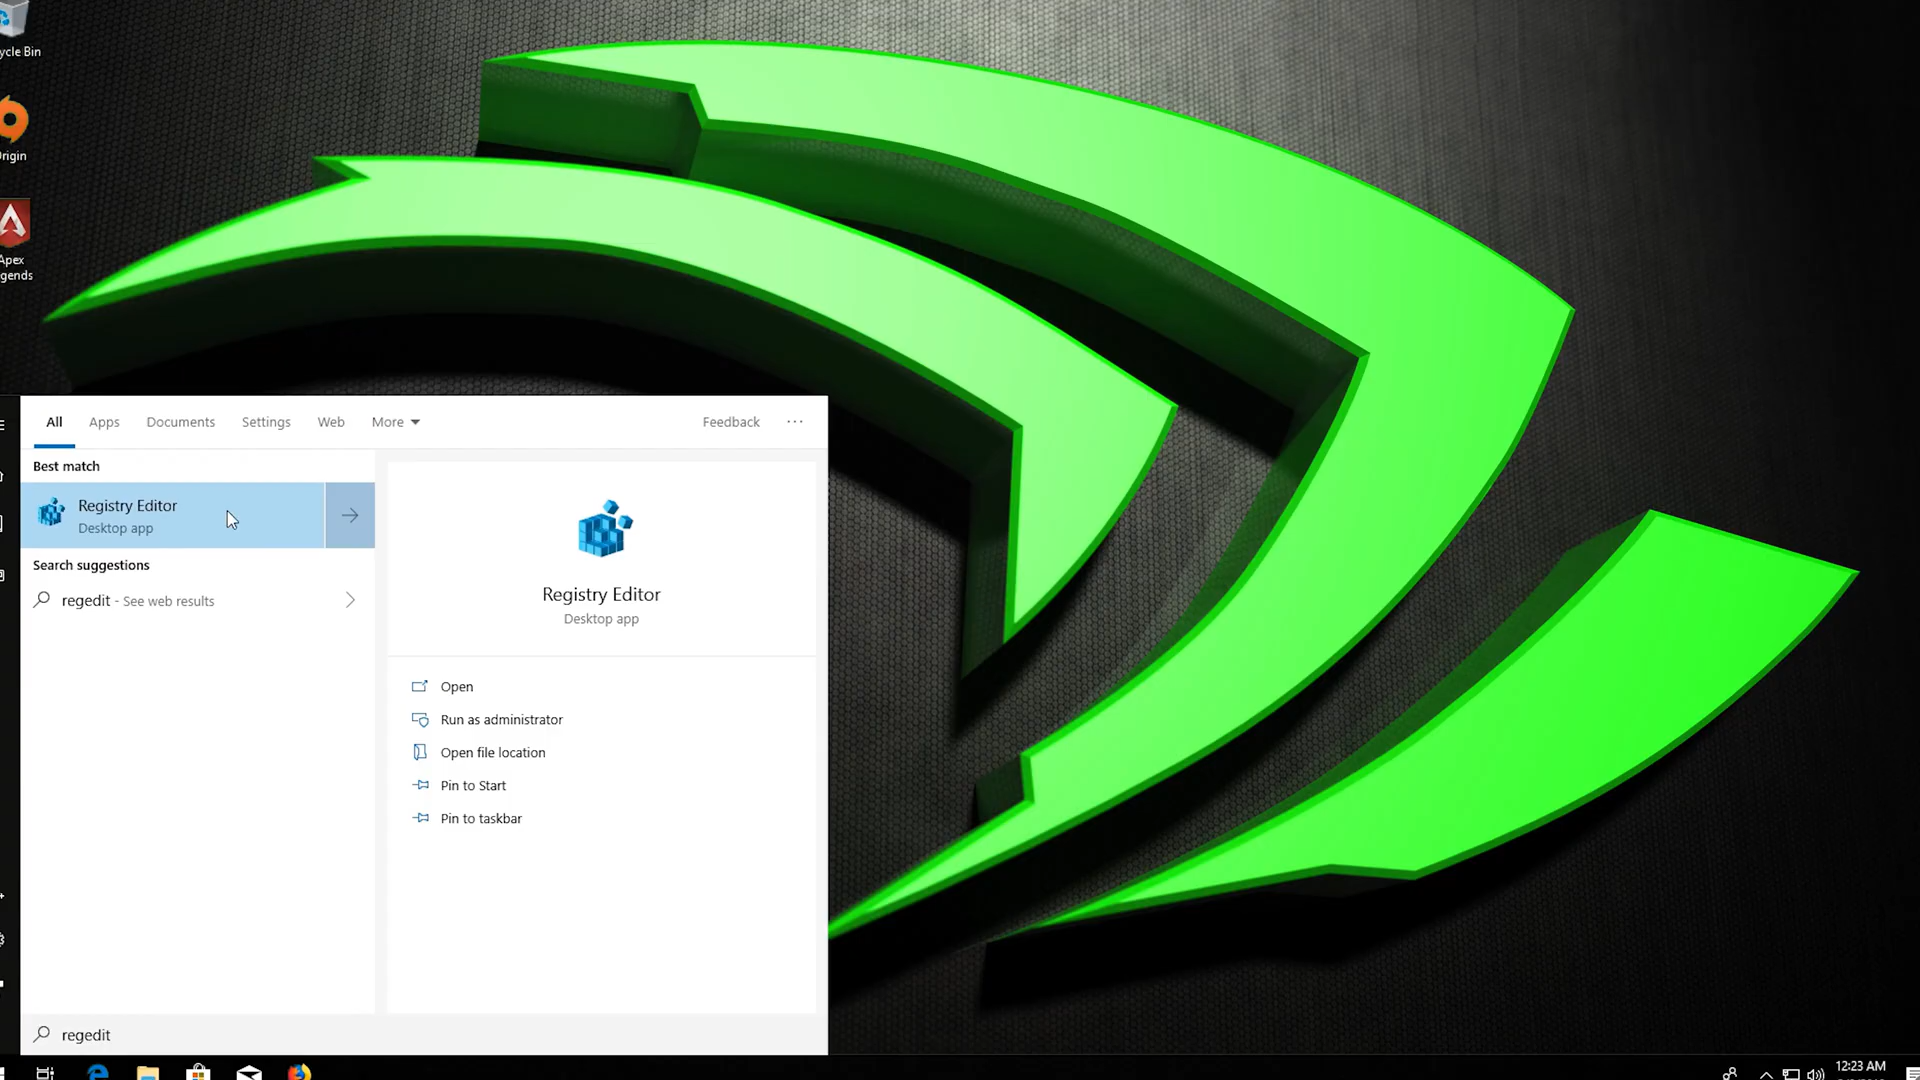 cycle Bin
Origin
Apex
gends
All
Apps
Documents
Settings
Web
More
Feedback
...
Best match
Registry Editor
Desktop app
Search suggestions
regedit - See web results
Registry Editor
Desktop app
Open
Run as administrator
Open file location
Pin to Start
Pin to taskbar
regedit
12:23 AM